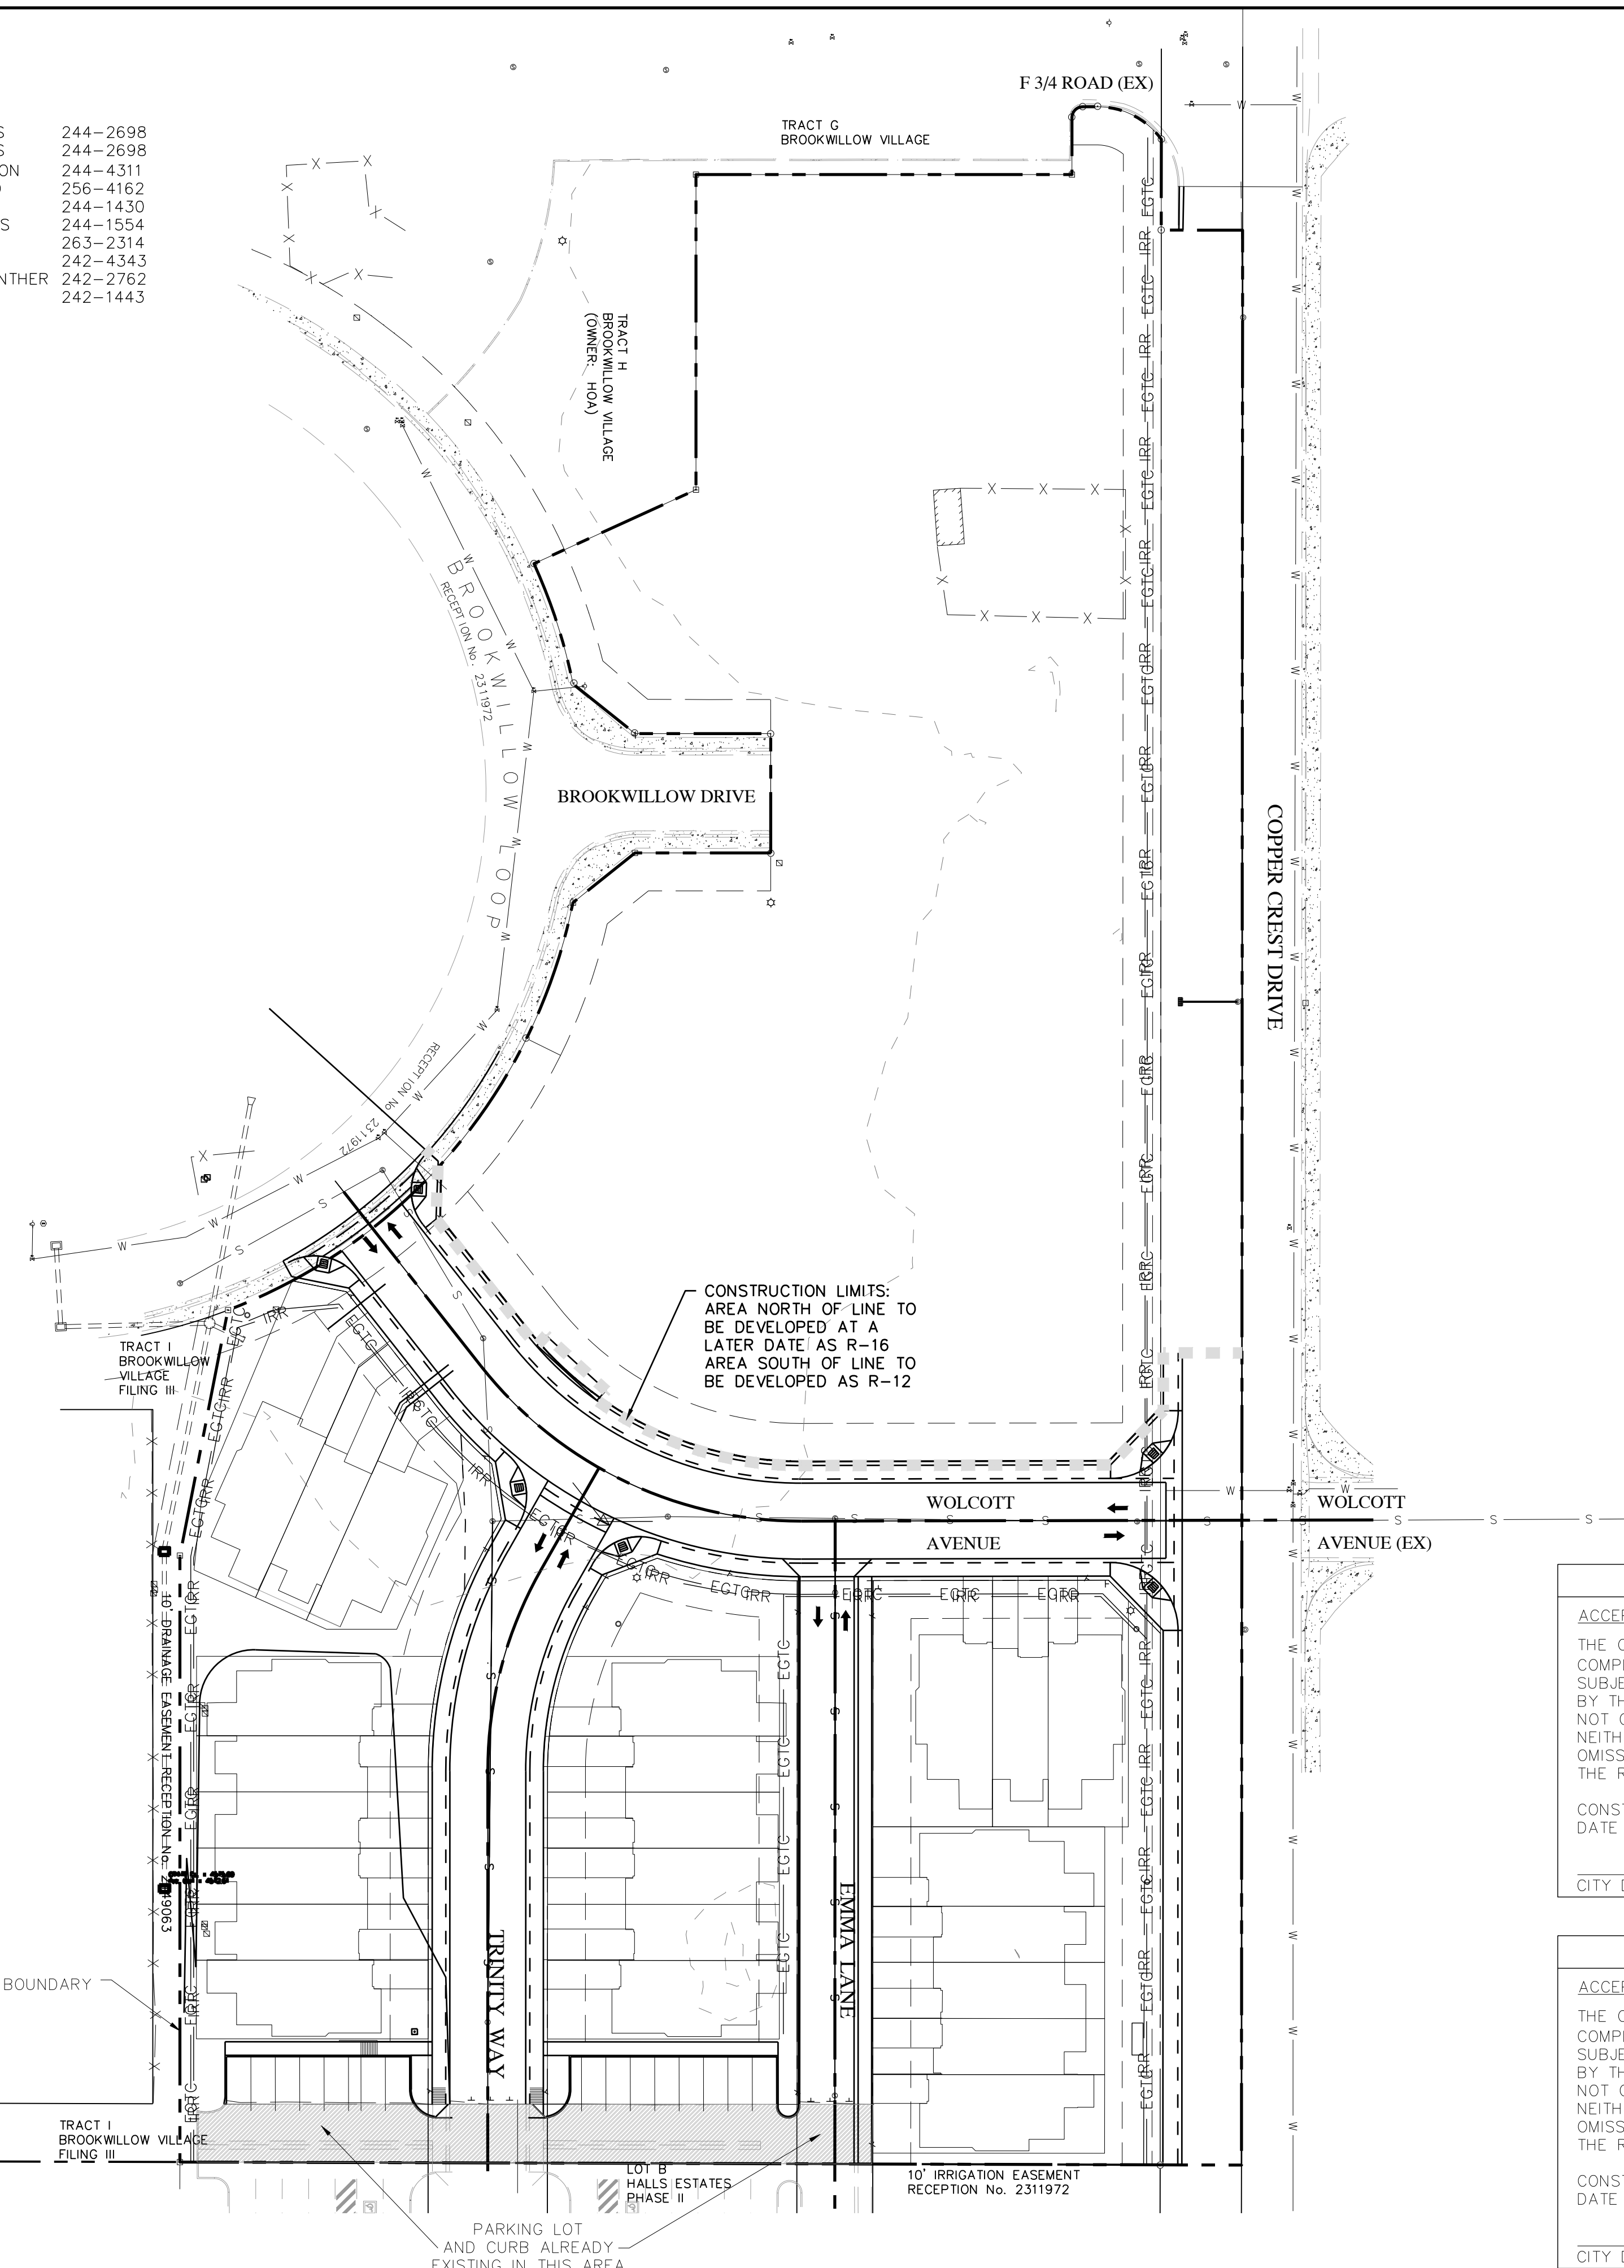 F 3/4 ROAD (EX)
TRACT G
BROOKWILLOW VILLAGE
S 244-2698
S 244-2698
ON 244-4311
256-4162
244-1430
S 244-1554
263-2314
242-4343
NTHER 242-2762
242-1443
TRACT H
BROOKWILLOW VILLAGE
(OWNER: HOA)
BROOKWILLOW LOOP
RECEPTION No. 2311972
BROOKWILLOW DRIVE
COPPER CREST DRIVE
RECEPTION No 2311972
CONSTRUCTION LIMITS:
AREA NORTH OF LINE TO
BE DEVELOPED AT A
LATER DATE AS R-16
AREA SOUTH OF LINE TO
BE DEVELOPED AS R-12
TRACT I
BROOKWILLOW
VILLAGE
FILING III
WOLCOTT
AVENUE
WOLCOTT
AVENUE (EX)
10' DRAINAGE EASEMENT RECEPTION No.
TRINITY WAY
EMMA LANE
BOUNDARY
TRACT I
BROOKWILLOW VILLAGE
FILING III
LOT B
HALLS ESTATES
PHASE II
10' IRRIGATION EASEMENT
RECEPTION No. 2311972
PARKING LOT
AND CURB ALREADY
EXISTING IN THIS AREA
ACCE
THE
COMP
SUBJE
BY TH
NOT
NEITH
OMISS
THE R
CONS
DATE
CITY
ACCE
THE
COMP
SUBJE
BY TH
NOT
NEITH
OMISS
THE R
CONS
DATE
CITY